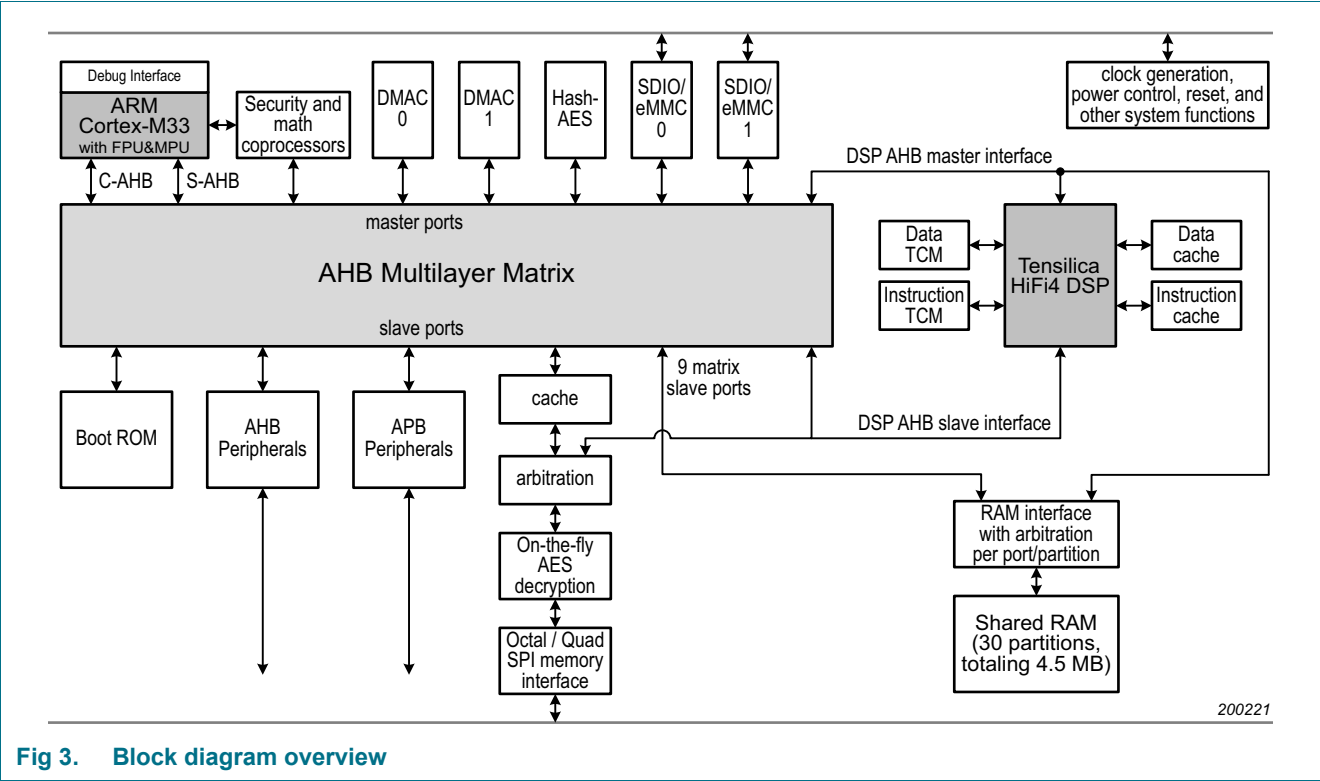 Debug Interface
ARM
Cortex-M33
with FPU&MPU
Security and
math
coprocessors
DMAC
0
DMAC
1
Hash-
AES
SDIO/
eMMC
0
SDIO/
eMMC
1
clock generation,
power control, reset, and
other system functions
C-AHB
S-AHB
DSP AHB master interface
master ports
AHB Multilayer Matrix
slave ports
Data
TCM
Instruction
TCM
Tensilica
HiFi4 DSP
Data
cache
Instruction
cache
9 matrix
slave ports
Boot ROM
AHB
Peripherals
APB
Peripherals
cache
DSP AHB slave interface
arbitration
On-the-fly
AES
decryption
Octal / Quad
SPI memory
interface
RAM interface
with arbitration
per port/partition
Shared RAM
(30 partitions,
totaling 4.5 MB)
200221
Fig 3. Block diagram overview